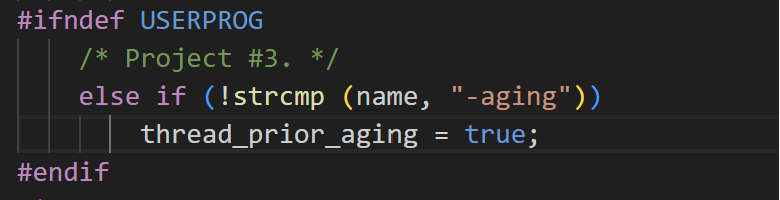 #ifndef USERPROG
/* Project #3. */
else if (!strcmp (name, "-aging"))
thread_prior_aging = true;
#endif